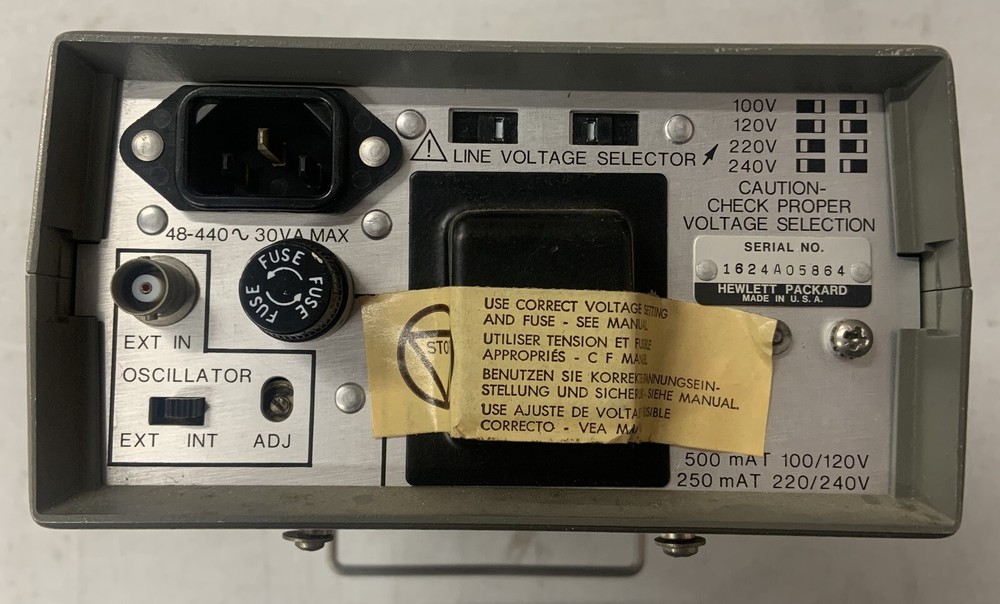 100V
120V
220V
240V
LINE VOLTAGE SELECTOR
CAUTION-
CHECK PROPER
VOLTAGE SELECTION
48-440∿ 30VA MAX
SERIAL NO.
1624A05864
HEWLETT PACKARD
MADE IN U.S.A.
FUSE FUSE FUSE
EXT IN
OSCILLATOR
EXT INT ADJ
STO
USE CORRECT VOLTAGE SETTING
AND FUSE - SEE
UTILISER TENSION ET
APPROPRIÉS - C F
BENUTZEN SIE
STELLUNG UND SIEHE MANUAL.
USE AJUSTE DE
CORRECTO - VEA
500 mAT 100/120V
250 mAT 220/240V